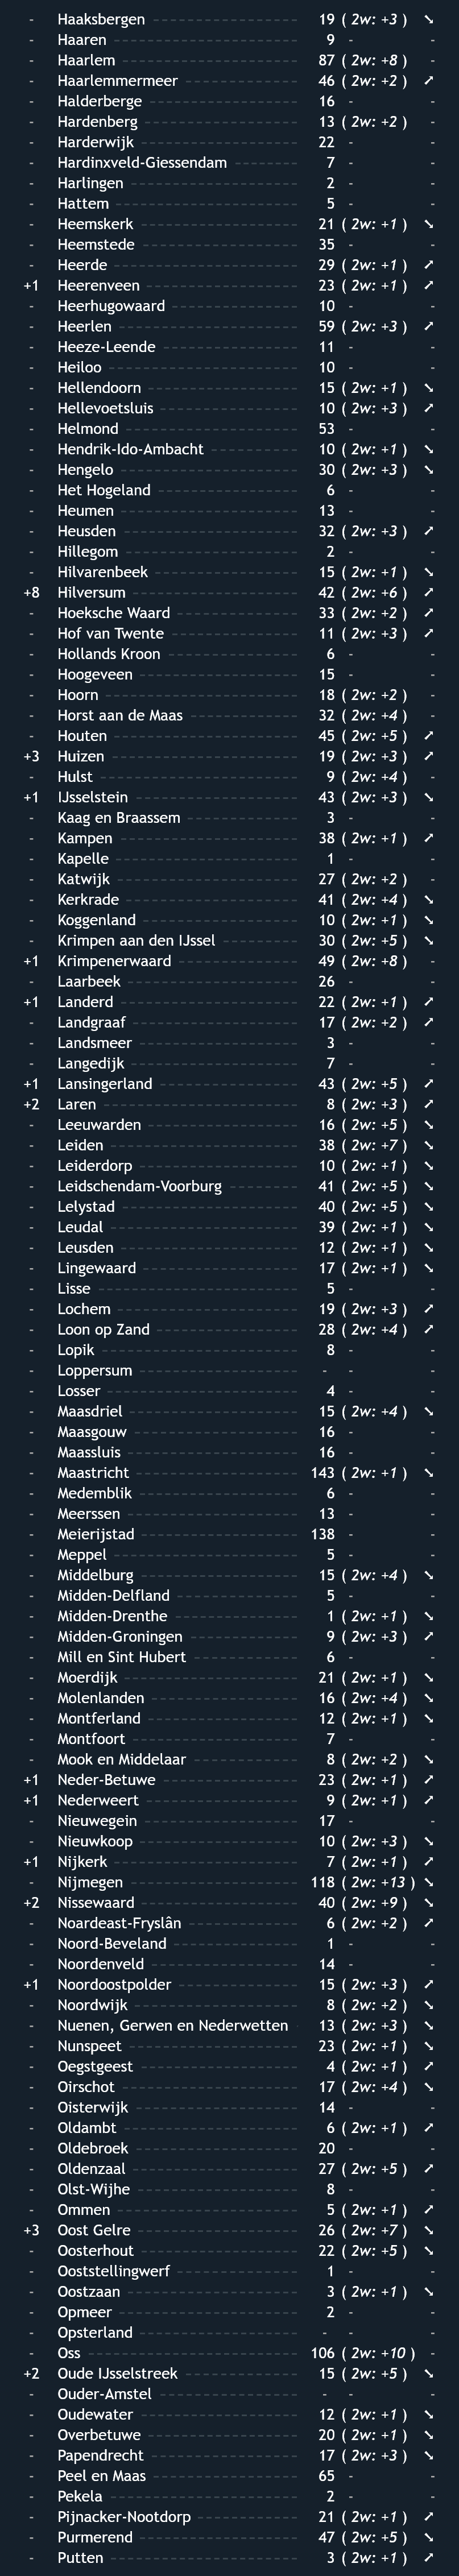 - Haaksbergen 19 ( 2w: +3 ) ↘
- Haaren 9 - -
- Haarlem 87 ( 2w: +8 ) -
- Haarlemmermeer 46 ( 2w: +2 ) ↗
- Halderberge 16 - -
- Hardenberg 13 ( 2w: +2 ) -
- Harderwijk 22 - -
- Hardinxveld-Giessendam 7 - -
- Harlingen 2 - -
- Hattem 5 - -
- Heemskerk 21 ( 2w: +1 ) ↘
- Heemstede 35 - -
- Heerde 29 ( 2w: +1 ) ↗
+1 Heerenveen 23 ( 2w: +1 ) ↗
- Heerhugowaard 10 - -
- Heerlen 59 ( 2w: +3 ) ↗
- Heeze-Leende 11 - -
- Heiloo 10 - -
- Hellendoorn 15 ( 2w: +1 ) ↘
- Hellevoetsluis 10 ( 2w: +3 ) ↗
- Helmond 53 - -
- Hendrik-Ido-Ambacht 10 ( 2w: +1 ) ↘
- Hengelo 30 ( 2w: +3 ) ↘
- Het Hogeland 6 - -
- Heumen 13 - -
- Heusden 32 ( 2w: +3 ) ↗
- Hillegom 2 - -
- Hilvarenbeek 15 ( 2w: +1 ) ↘
+8 Hilversum 42 ( 2w: +6 ) ↗
- Hoeksche Waard 33 ( 2w: +2 ) ↗
- Hof van Twente 11 ( 2w: +3 ) ↗
- Hollands Kroon 6 - -
- Hoogeveen 15 - -
- Hoorn 18 ( 2w: +2 ) -
- Horst aan de Maas 32 ( 2w: +4 ) -
- Houten 45 ( 2w: +5 ) ↗
+3 Huizen 19 ( 2w: +3 ) ↗
- Hulst 9 ( 2w: +4 ) -
+1 IJsselstein 43 ( 2w: +3 ) ↘
- Kaag en Braassem 3 - -
- Kampen 38 ( 2w: +1 ) ↗
- Kapelle 1 - -
- Katwijk 27 ( 2w: +2 ) -
- Kerkrade 41 ( 2w: +4 ) ↘
- Koggenland 10 ( 2w: +1 ) ↘
- Krimpen aan den IJssel 30 ( 2w: +5 ) ↘
+1 Krimpenerwaard 49 ( 2w: +8 ) -
- Laarbeek 26 - -
+1 Landerd 22 ( 2w: +1 ) ↗
- Landgraaf 17 ( 2w: +2 ) ↗
- Landsmeer 3 - -
- Langedijk 7 - -
+1 Lansingerland 43 ( 2w: +5 ) ↗
+2 Laren 8 ( 2w: +3 ) ↗
- Leeuwarden 16 ( 2w: +5 ) ↘
- Leiden 38 ( 2w: +7 ) ↘
- Leiderdorp 10 ( 2w: +1 ) ↘
- Leidschendam-Voorburg 41 ( 2w: +5 ) ↘
- Lelystad 40 ( 2w: +5 ) ↘
- Leudal 39 ( 2w: +1 ) ↘
- Leusden 12 ( 2w: +1 ) ↘
- Lingewaard 17 ( 2w: +1 ) ↘
- Lisse 5 - -
- Lochem 19 ( 2w: +3 ) ↗
- Loon op Zand 28 ( 2w: +4 ) ↗
- Lopik 8 - -
- Loppersum - - -
- Losser 4 - -
- Maasdriel 15 ( 2w: +4 ) ↘
- Maasgouw 16 - -
- Maassluis 16 - -
- Maastricht 143 ( 2w: +1 ) ↘
- Medemblik 6 - -
- Meerssen 13 - -
- Meierijstad 138 - -
- Meppel 5 - -
- Middelburg 15 ( 2w: +4 ) ↘
- Midden-Delfland 5 - -
- Midden-Drenthe 1 ( 2w: +1 ) ↘
- Midden-Groningen 9 ( 2w: +3 ) ↗
- Mill en Sint Hubert 6 - -
- Moerdijk 21 ( 2w: +1 ) ↘
- Molenlanden 16 ( 2w: +4 ) ↘
- Montferland 12 ( 2w: +1 ) ↘
- Montfoort 7 - -
- Mook en Middelaar 8 ( 2w: +2 ) ↘
+1 Neder-Betuwe 23 ( 2w: +1 ) ↗
+1 Nederweert 9 ( 2w: +1 ) ↗
- Nieuwegein 17 - -
- Nieuwkoop 10 ( 2w: +3 ) ↘
+1 Nijkerk 7 ( 2w: +1 ) ↗
- Nijmegen 118 ( 2w: +13 ) ↘
+2 Nissewaard 40 ( 2w: +9 ) ↘
- Noardeast-Fryslân 6 ( 2w: +2 ) ↗
- Noord-Beveland 1 - -
- Noordenveld 14 - -
+1 Noordoostpolder 15 ( 2w: +3 ) ↗
- Noordwijk 8 ( 2w: +2 ) ↘
- Nuenen, Gerwen en Nederwetten 13 ( 2w: +3 ) ↘
- Nunspeet 23 ( 2w: +1 ) ↘
- Oegstgeest 4 ( 2w: +1 ) ↗
- Oirschot 17 ( 2w: +4 ) ↘
- Oisterwijk 14 - -
- Oldambt 6 ( 2w: +1 ) ↗
- Oldebroek 20 - -
- Oldenzaal 27 ( 2w: +5 ) ↗
- Olst-Wijhe 8 - -
- Ommen 5 ( 2w: +1 ) ↗
+3 Oost Gelre 26 ( 2w: +7 ) ↘
- Oosterhout 22 ( 2w: +5 ) ↘
- Ooststellingwerf 1 - -
- Oostzaan 3 ( 2w: +1 ) ↘
- Opmeer 2 - -
- Opsterland - - -
- Oss 106 ( 2w: +10 ) -
+2 Oude IJsselstreek 15 ( 2w: +5 ) ↘
- Ouder-Amstel - - -
- Oudewater 12 ( 2w: +1 ) ↘
- Overbetuwe 20 ( 2w: +1 ) ↘
- Papendrecht 17 ( 2w: +3 ) ↘
- Peel en Maas 65 - -
- Pekela 2 - -
- Pijnacker-Nootdorp 21 ( 2w: +1 ) ↗
- Purmerend 47 ( 2w: +5 ) ↘
- Putten 3 ( 2w: +1 ) ↗